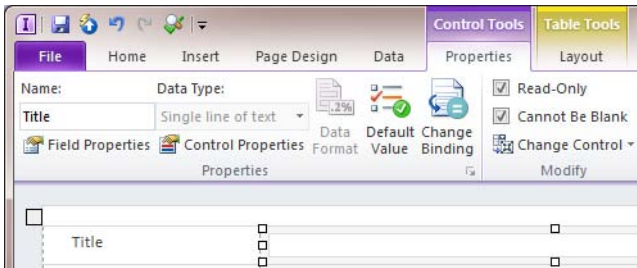 Control Tools Table Tools
File Home Insert Page Design Data Properties Layout
Name: Data Type: Read-Only
Title Single line of text .2% Cannot Be Blank
Field Properties Control Properties Data Format Default Value Change Binding Change Control
Properties Modify
Title